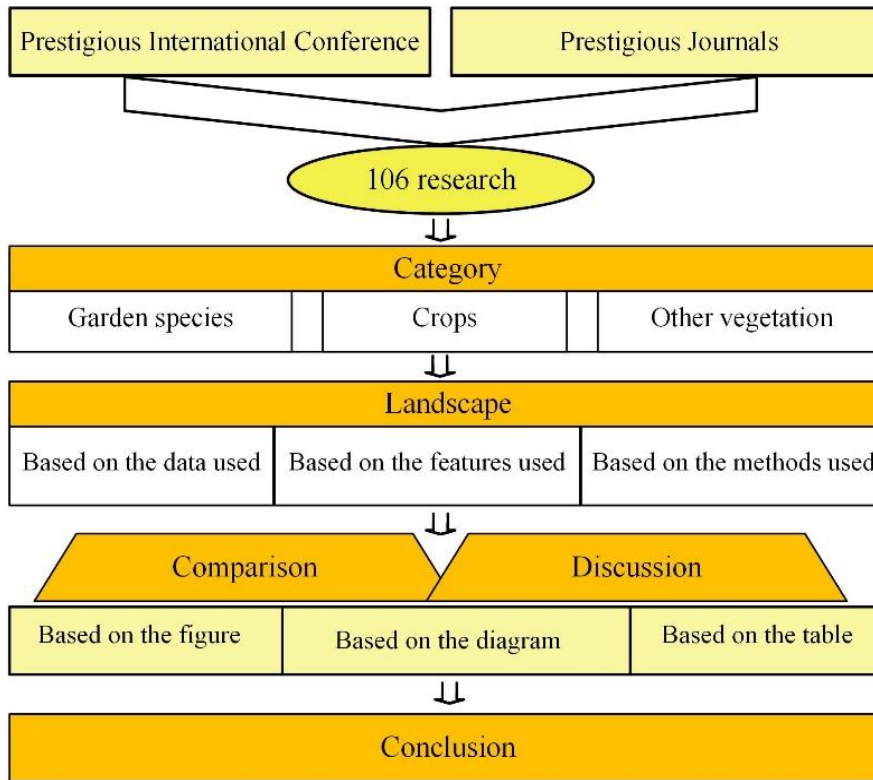 Prestigious International Conference
Prestigious Journals
106 research
Category
Garden species
Crops
Other vegetation
Landscape
Based on the data used
Based on the features used
Based on the methods used
Comparison
Discussion
Based on the figure
Based on the diagram
Based on the table
Conclusion